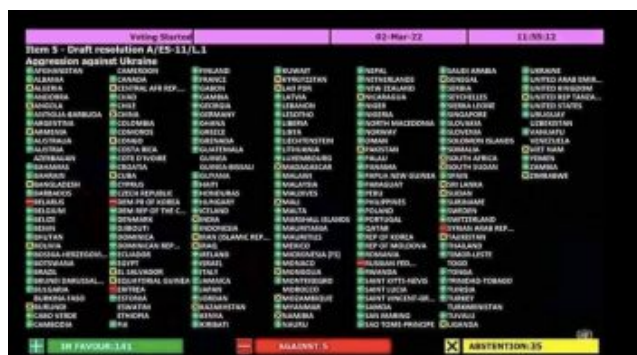 Voting Started 02-Mar-22 11:59:12
Item 5 - Draft resolution A/ES-11/L.1
Aggression against Ukraine
AFGHANISTAN
ALBANIA
ALGERIA
ANDORRA
ANGOLA
ANTIGUA-BARBUDA
ARGENTINA
ARMENIA
AUSTRALIA
AUSTRIA
AZERBAIJAN
BAHAMAS
BAHRAIN
BANGLADESH
BARBADOS
BELARUS
BELGIUM
BELIZE
BENIN
BHUTAN
BOLIVIA
BOSNIA-HERZEGOVI...
BOTSWANA
BRAZIL
BRUNEI DARUSSAL...
BULGARIA
BURKINA FASO
BURUNDI
CABO VERDE
CAMBODIA
CAMEROON
CANADA
CENTRAL AFR REP...
CHAD
CHILE
CHINA
COLOMBIA
COMOROS
CONGO
COSTA RICA
COTE D'IVOIRE
CROATIA
CUBA
CYPRUS
CZECH REPUBLIC
DEM PR OF KOREA
DEM REP OF THE C...
DENMARK
DJIBOUTI
DOMINICA
DOMINICAN REP...
ECUADOR
EGYPT
EL SALVADOR
EQUATORIAL GUINEA
ERITREA
ESTONIA
ESWATINI
ETHIOPIA
FIJI
FINLAND
FRANCE
GABON
GAMBIA
GEORGIA
GERMANY
GHANA
GREECE
GRENADA
GUATEMALA
GUINEA
GUINEA-BISSAU
GUYANA
HAITI
HONDURAS
HUNGARY
ICELAND
INDIA
INDONESIA
IRAN (ISLAMIC REP...
IRAQ
IRELAND
ISRAEL
ITALY
JAMAICA
JAPAN
JORDAN
KAZAKHSTAN
KENYA
KIRIBATI
KUWAIT
KYRGYZSTAN
LAO PDR
LATVIA
LEBANON
LESOTHO
LIBERIA
LIBYA
LIECHTENSTEIN
LITHUANIA
LUXEMBOURG
MADAGASCAR
MALAWI
MALAYSIA
MALDIVES
MALI
MALTA
MARSHALL ISLANDS
MAURITANIA
MAURITIUS
MEXICO
MICRONESIA (FS)
MONACO
MONGOLIA
MONTENEGRO
MOROCCO
MOZAMBIQUE
MYANMAR
NAMIBIA
NAURU
NEPAL
NETHERLANDS
NEW ZEALAND
NICARAGUA
NIGER
NIGERIA
NORTH MACEDONIA
NORWAY
OMAN
PAKISTAN
PALAU
PANAMA
PAPUA NEW GUINEA
PARAGUAY
PERU
PHILIPPINES
POLAND
PORTUGAL
QATAR
REP OF KOREA
REP OF MOLDOVA
ROMANIA
RUSSIAN FED...
RWANDA
SAINT KITTS-NEVIS
SAINT LUCIA
SAINT VINCENT-GR...
SAMOA
SAN MARINO
SAO TOME-PRINCIPE
SAUDI ARABIA
SENEGAL
SERBIA
SEYCHELLES
SIERRA LEONE
SINGAPORE
SLOVAKIA
SLOVENIA
SOLOMON ISLANDS
SOMALIA
SOUTH AFRICA
SOUTH SUDAN
SPAIN
SRI LANKA
SUDAN
SURINAME
SWEDEN
SWITZERLAND
SYRIAN ARAB REP...
TAJIKISTAN
THAILAND
TIMOR-LESTE
TOGO
TONGA
TRINIDAD-TOBAGO
TUNISIA
TURKEY
TURKMENISTAN
TUVALU
UGANDA
UKRAINE
UNITED ARAB EMIR...
UNITED KINGDOM
UNITED REP TANZA...
UNITED STATES
URUGUAY
UZBEKISTAN
VANUATU
VENEZUELA
VIET NAM
YEMEN
ZAMBIA
ZIMBABWE
IN FAVOUR:141 AGAINST:5 ABSTENTION:35